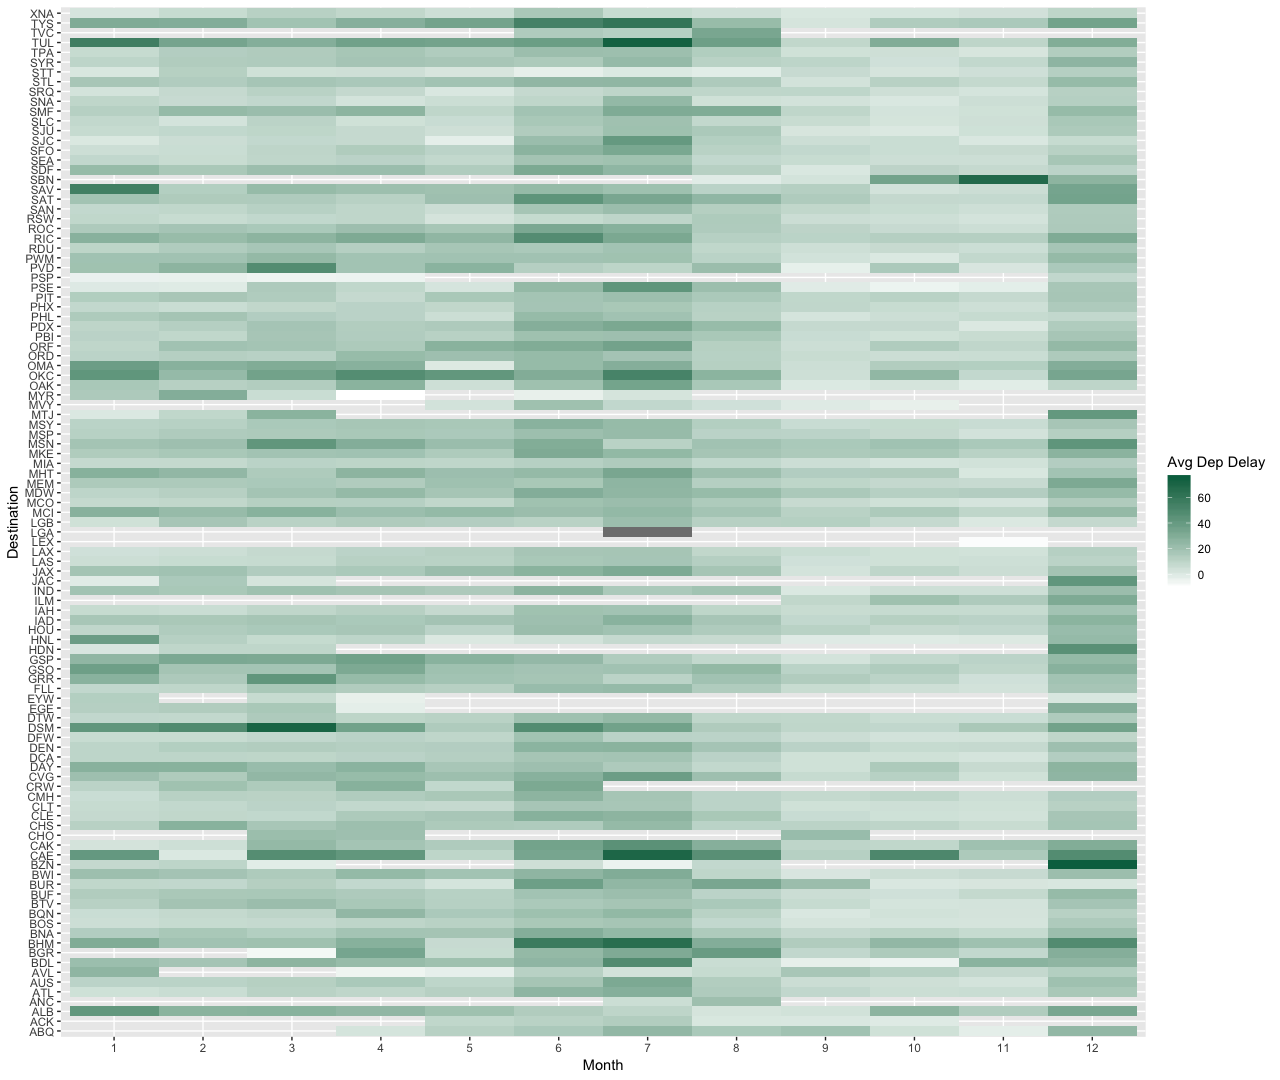 XNA
TYS
TVC
TUL
TPA
SYR
STT
STL
SRQ
SNA
SMF
SLC
SJU
SJC
SFO
SEA
SDF
SBN
SAV
SAT
SAN
RSW
ROC
RIC
RDU
PWM
PVD
PSP
PSE
PIT
PHX
PHL
PDX
PBI
ORF
ORD
OMA
OKC
OAK
MYR
MVY
MTJ
MSY
MSP
MSN
MKE
MIA
MHT
MEM
MDW
MCO
MCI
LGB
LGA
LEX
LAX
LAS
JAX
JAC
IND
ILM
IAH
IAD
HOU
HNL
HDN
GSP
GSO
GRR
FLL
EYW
EGE
DTW
DSM
DFW
DEN
DCA
DAY
CVG
CRW
CMH
CLT
CLE
CHS
CHO
CAK
CAE
BZN
BWI
BUR
BUF
BTV
BQN
BOS
BNA
BHM
BGR
BDL
AVL
AUS
ATL
ANC
ALB
ACK
ABQ
Destination
1 2 3 4 5 6 7 8 9 10 11 12
Month
Avg Dep Delay
60
40
20
0